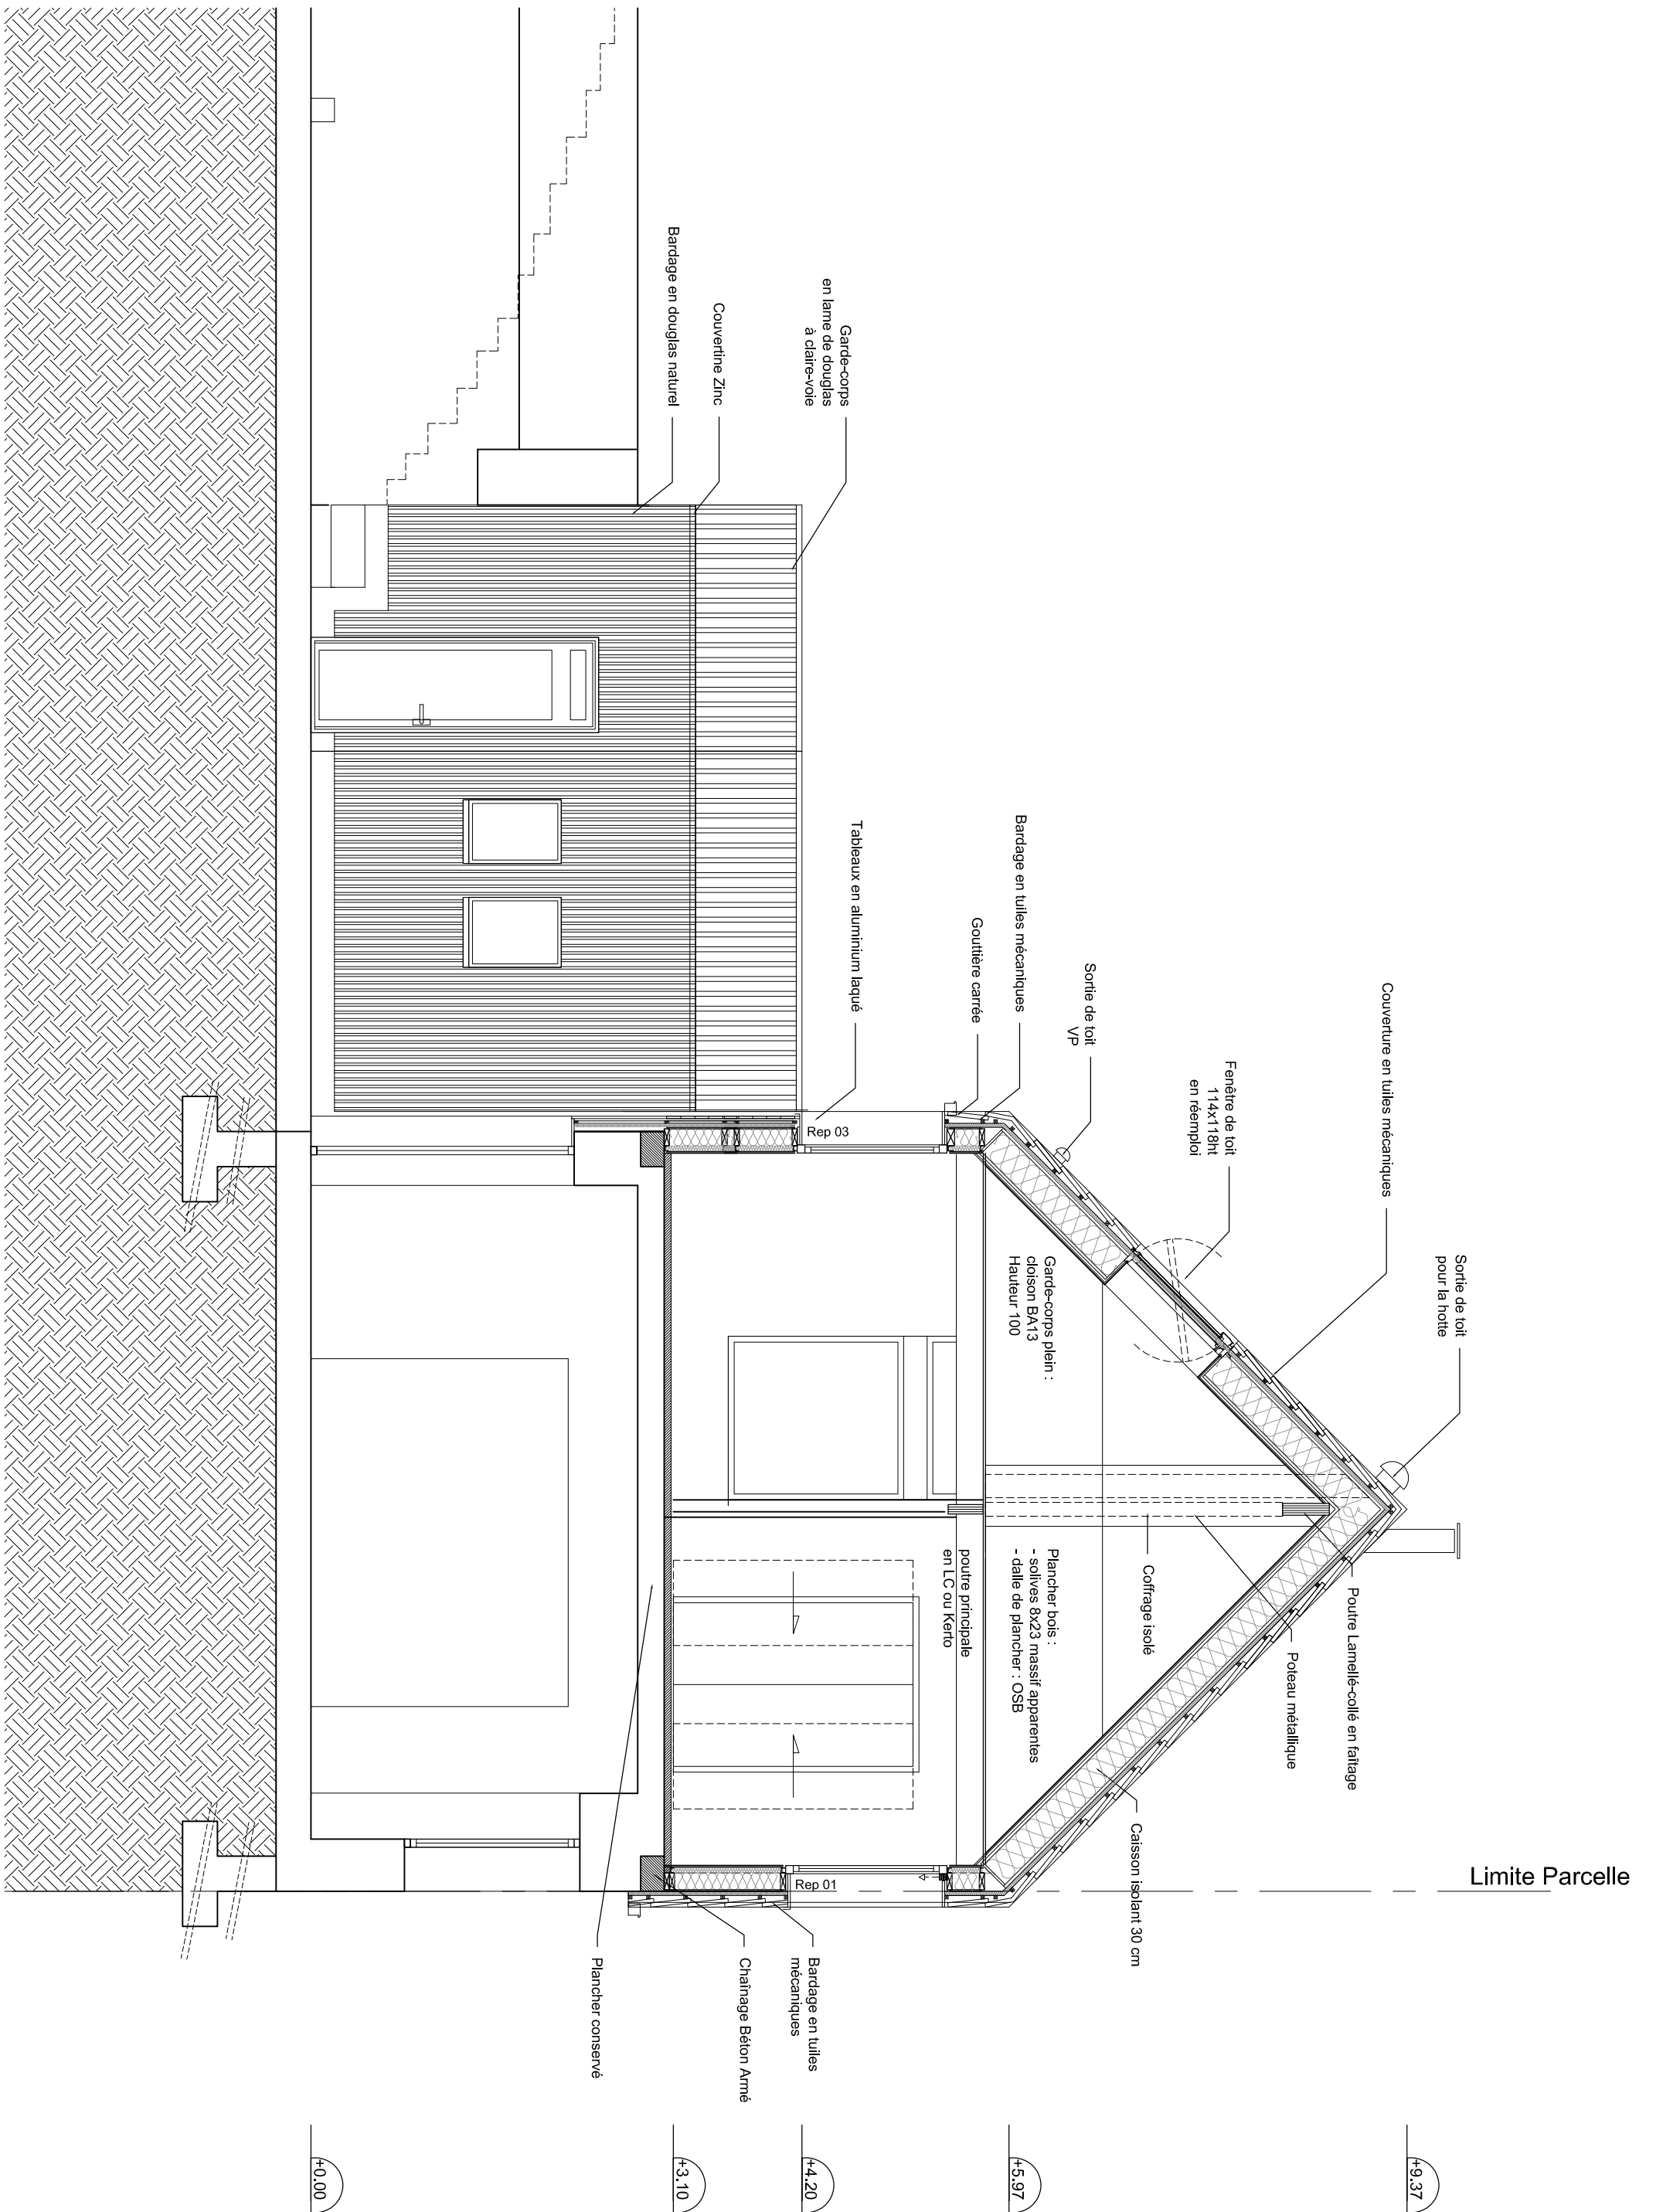 Limite Parcelle
Sortie de toit
pour la hotte
Couverture en tuiles mécaniques
Fenêtre de toit
114x118ht
en réemploi
Sortie de toit
VP
Bardage en tuiles mécaniques
Gouttière carrée
Tableaux en aluminium laqué
Garde-corps
en lame de douglas
à claire-voie
Couvertine Zinc
Bardage en douglas naturel
Poutre Lamellé-collé en faîtage
Poteau métallique
Coffrage isolé
Caisson isolant 30 cm
Garde-corps plein :
cloison BA13
Hauteur 100
Plancher bois :
- solives 8x23 massif apparentes
- dalle de plancher : OSB
poutre principale
en LC ou Kerto
Rep 03
Rep 01
Bardage en tuiles
mécaniques
Chaînage Béton Armé
Plancher conservé
+9.37
+5.97
+4.20
+3.10
+0.00